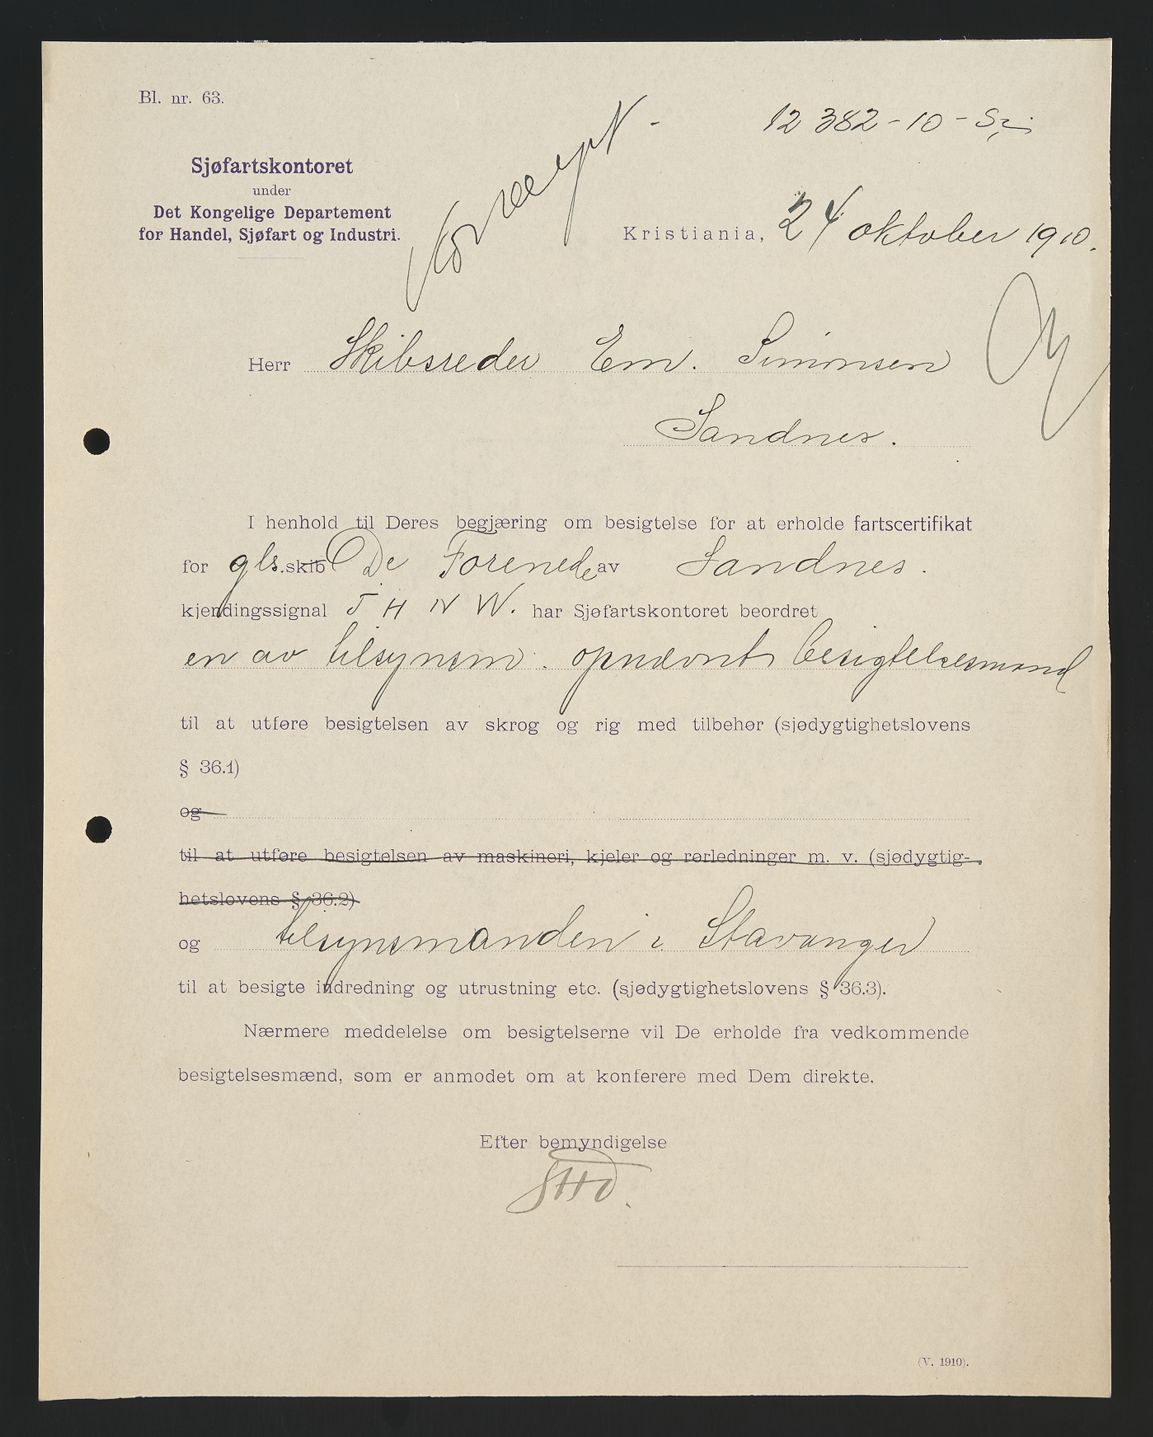 Bl. nr. 63.
12 382-10-Sj.
Sjøfartskontoret
under
Det Kongelige Departement
for Handel, Sjøfart og Industri.
Kristiania, 24 oktober 1910.
Herr Skibsreder Em. Simonsen
Sandnes.
I henhold til Deres begjæring om besigtelse for at erholde fartscertifikat
for gls. skib De Forenede av Sandnes.
kjendingssignal J H N W. har Sjøfartskontoret beordret
en av tilsynsm. opnævnt besigtelsesmand
til at utføre besigtelsen av skrog og rig med tilbehør (sjødygtighetslovens
§ 36.1)
og
til at utføre besigtelsen av maskineri, kjeler og rørledninger m. v. (sjødygtig-
hetslovens § 36.2)
og tilsynsmanden i Stavanger
til at besigte indredning og utrustning etc. (sjødygtighetslovens § 36.3).
Nærmere meddelelse om besigtelserne vil De erholde fra vedkommende
besigtelsesmænd, som er anmodet om at konferere med Dem direkte.
Efter bemyndigelse
(V. 1910).